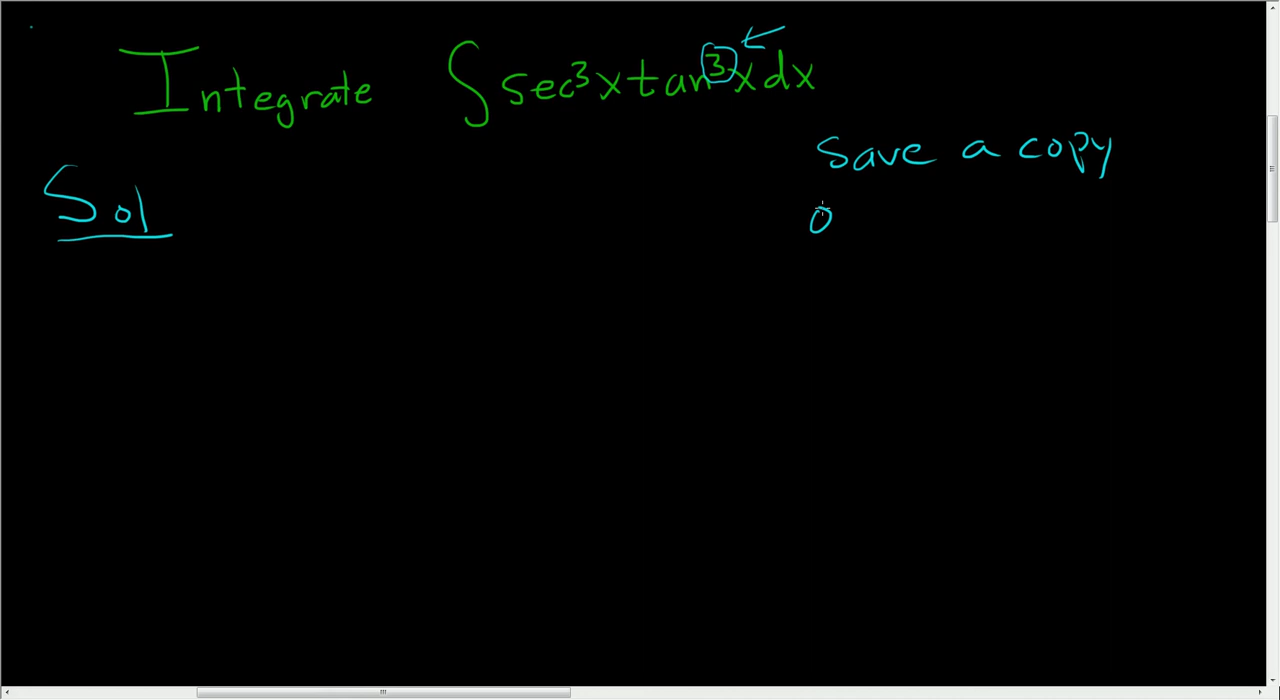 Integrate ∫sec³x tan³x dx
save a copy
Sol
o